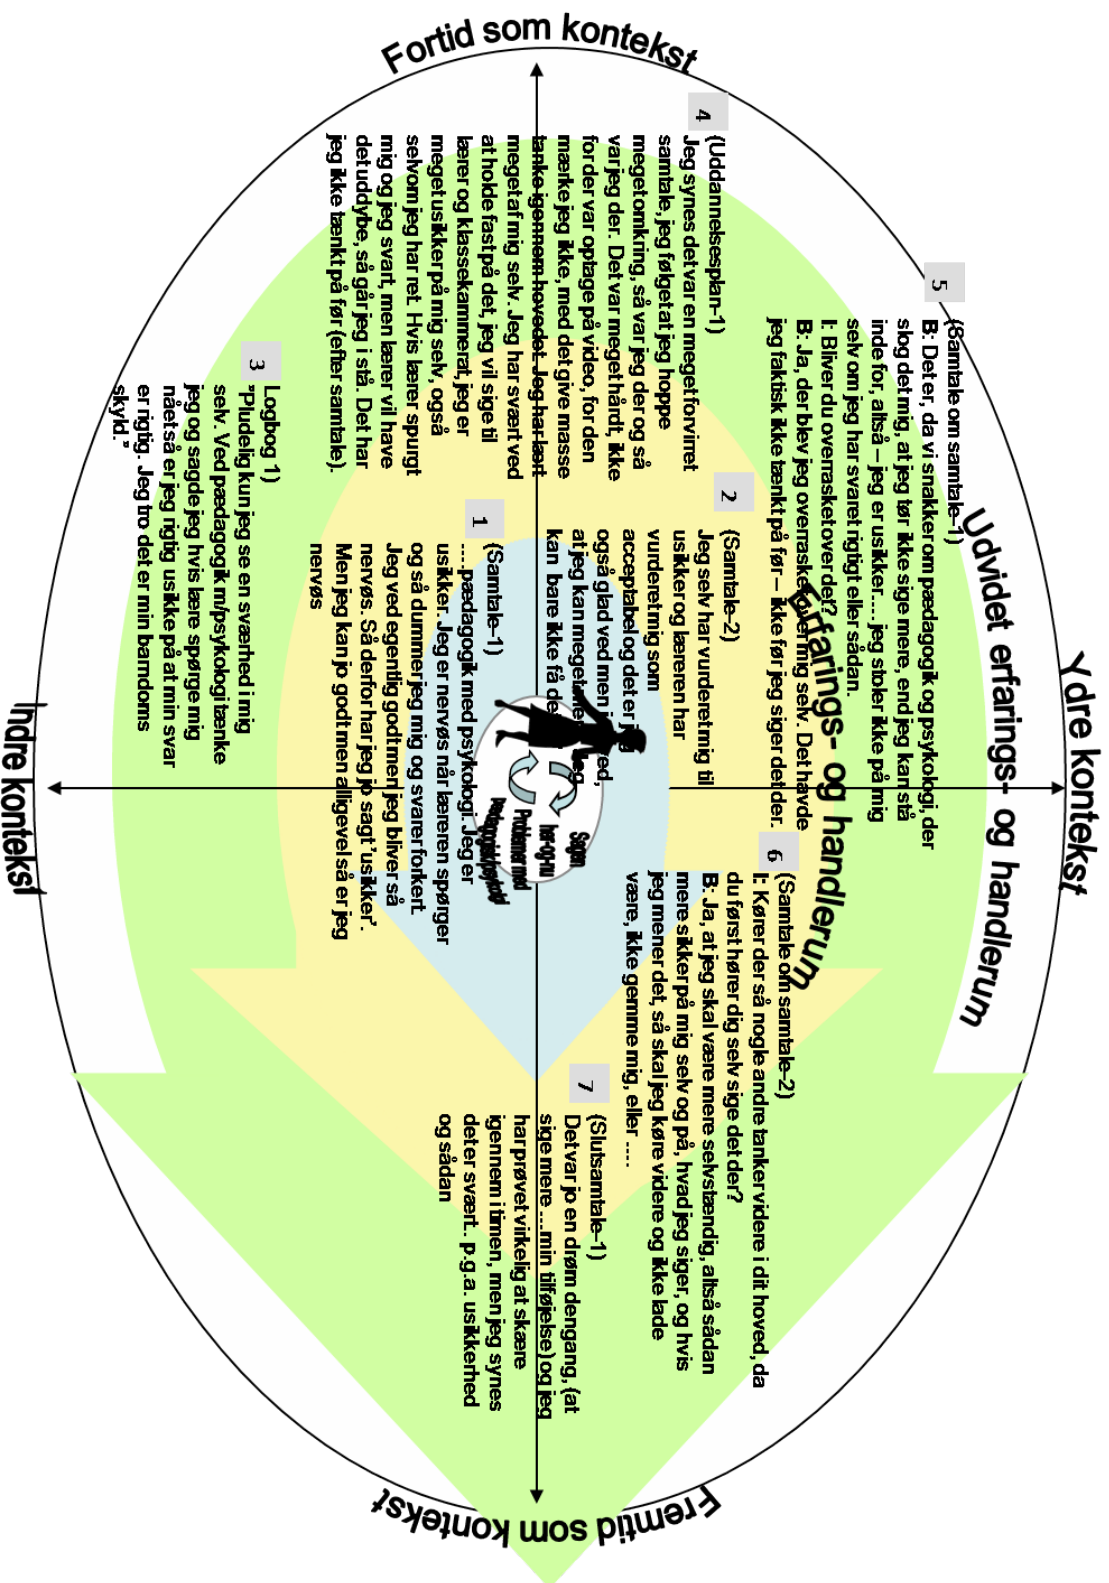 Ydre kontekst
Udvidet erfarings- og handlerum
Erfarings- og handlerum
Fortid som kontekst
Fremtid som kontekst
Indre kontekst
5
(Samtale om samtale-1)
B: Det er, da vi snakker om pædagogik og psykologi, der
slog det mig, at jeg tør ikke sige mere, end jeg kan stå
inde for, altså – jeg er usikker.... jeg stoler ikke på mig
selv om jeg har svaret rigtigt eller sådan.
I: Bliver du overrasket over det?
B: Ja, der blev jeg overrasket over mig selv. Det havde
jeg faktisk ikke tænkt på før – ikke før jeg siger det der.
6
(Samtale om samtale-2)
I: Kører der så nogle andre tanker videre i dit hoved, da
du først hører dig selv sige det der?
B: Ja, at jeg skal være mere selvstændig, altså sådan
mere sikker på mig selv og på, hvad jeg siger, og hvis
jeg mener det, så skal jeg køre videre og ikke lade
være, ikke gemme mig, eller ....
4
(Uddannelsesplan-1)
Jeg synes det var en meget forvirret
samtale, jeg følget at jeg hoppe
meget omkring, så var jeg der og så
var jeg der. Det var meget hårdt, ikke
for der var optage på video, for den
mærke jeg ikke, med det give masse
tanke igennem hovedet. Jeg har lært
meget af mig selv. Jeg har svært ved
at holde fast på det, jeg vil sige til
lærer og klassekammerat, jeg er
meget usikker på mig selv, også
selvom jeg har ret. Hvis lærer spurgt
mig og jeg svart, men lærer vil have
det uddybe, så går jeg i stå. Det har
jeg ikke tænkt på før (efter samtale).
2
(Samtale-2)
Jeg selv har vurderet mig til
usikker og læreren har
vurderet mig som
acceptabel og det er jeg
også glad ved men jeg ved,
at jeg kan meget mere. Jeg
kan bare ikke få det
Sagen
her-og-nu
Problemer med
pædagogik/psykologi
7
(Slutsamtale-1)
Det var jo en drøm dengang, (at
sige mere ....min tilføjelse) og jeg
har prøvet virkelig at skære
igennem i timen, men jeg synes
det er svært.. p.g.a. usikkerhed
og sådan
1
(Samtale-1)
....pædagogik med psykologi. Jeg er
usikker. Jeg er nervøs når læreren spørger
og så dummer jeg mig og svarer forkert.
Jeg ved egentlig godt men jeg bliver så
nervøs. Så derfor har jeg jo sagt 'usikker'.
Men jeg kan jo godt men alligevel så er jeg
nervøs
3
Logbog 1)
"Pludelig kun jeg se en sværhed i mig
selv. Ved pædagogik m/psykologi tænke
jeg og sagde jeg hvis lære spørge mig
nået så er jeg rigtig usikke på at min svar
er rigtig. Jeg tro det er min barndoms
skyld."